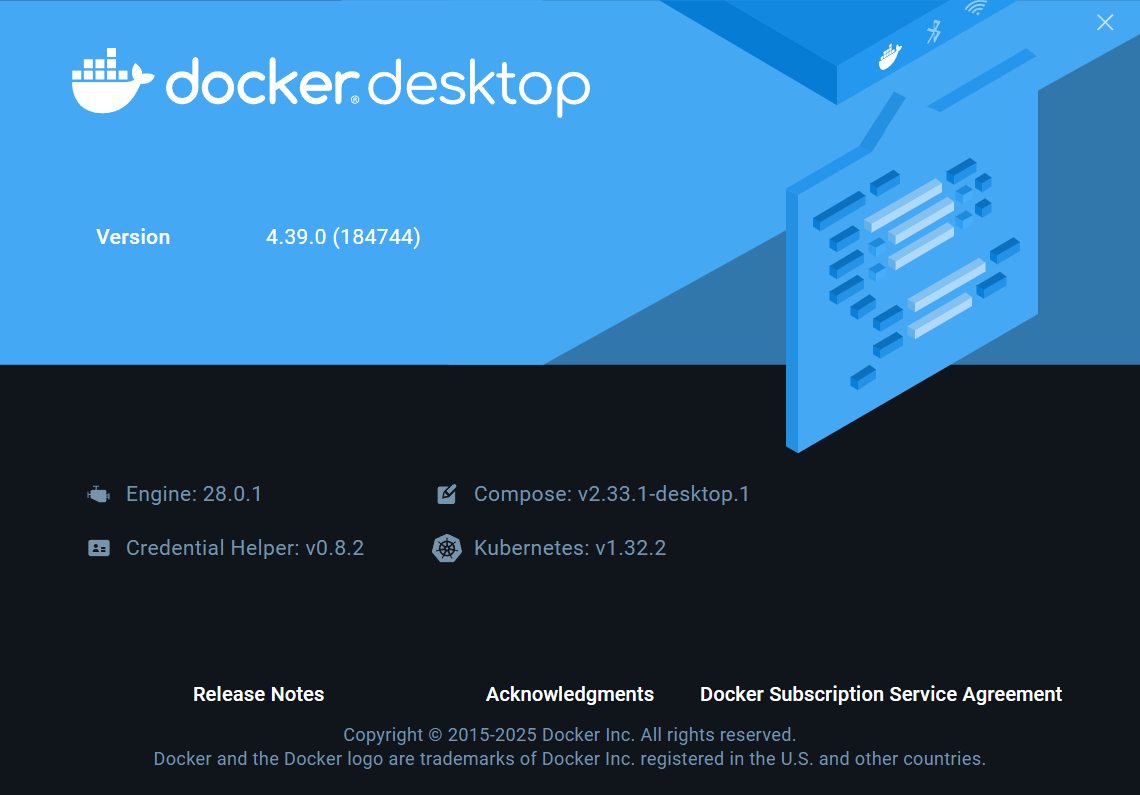 docker® desktop
Version 4.39.0 (184744)
Engine: 28.0.1 Compose: v2.33.1-desktop.1
Credential Helper: v0.8.2 Kubernetes: v1.32.2
Release Notes Acknowledgments Docker Subscription Service Agreement
Copyright © 2015-2025 Docker Inc. All rights reserved.
Docker and the Docker logo are trademarks of Docker Inc. registered in the U.S. and other countries.